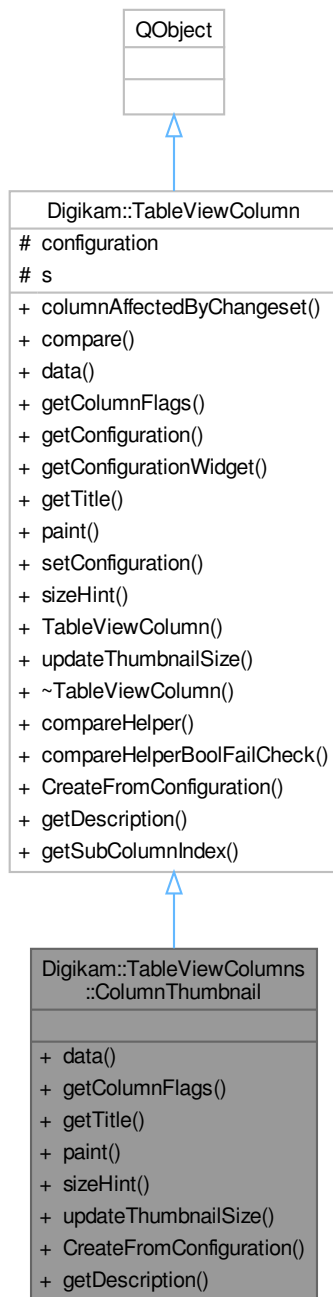 QObject
Digikam::TableViewColumn
# configuration
# s
+ columnAffectedByChangeset()
+ compare()
+ data()
+ getColumnFlags()
+ getConfiguration()
+ getConfigurationWidget()
+ getTitle()
+ paint()
+ setConfiguration()
+ sizeHint()
+ TableViewColumn()
+ updateThumbnailSize()
+ ~TableViewColumn()
+ compareHelper()
+ compareHelperBoolFailCheck()
+ CreateFromConfiguration()
+ getDescription()
+ getSubColumnIndex()
Digikam::TableViewColumns
::ColumnThumbnail
+ data()
+ getColumnFlags()
+ getTitle()
+ paint()
+ sizeHint()
+ updateThumbnailSize()
+ CreateFromConfiguration()
+ getDescription()